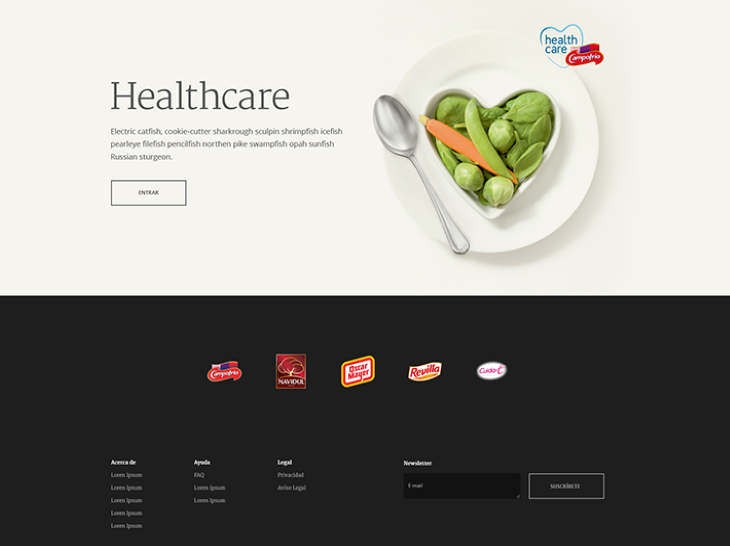 health
care
Campofrío
Healthcare
Electric catfish, cookie-cutter sharkrough sculpin shrimpfish icefish
pearleye filefish pencilfish northen pike swampfish opah sunfish
Russian sturgeon.
ENTRAR
Campofrío
NAVIDUL
Oscar
Mayer
Revilla
Cuida-t
Acerca de
Lorem Ipsum
Lorem Ipsum
Lorem Ipsum
Lorem Ipsum
Lorem Ipsum
Ayuda
FAQ
Lorem Ipsum
Lorem Ipsum
Legal
Privacidad
Aviso Legal
Newsletter
E-mail
SUSCRÍBETE